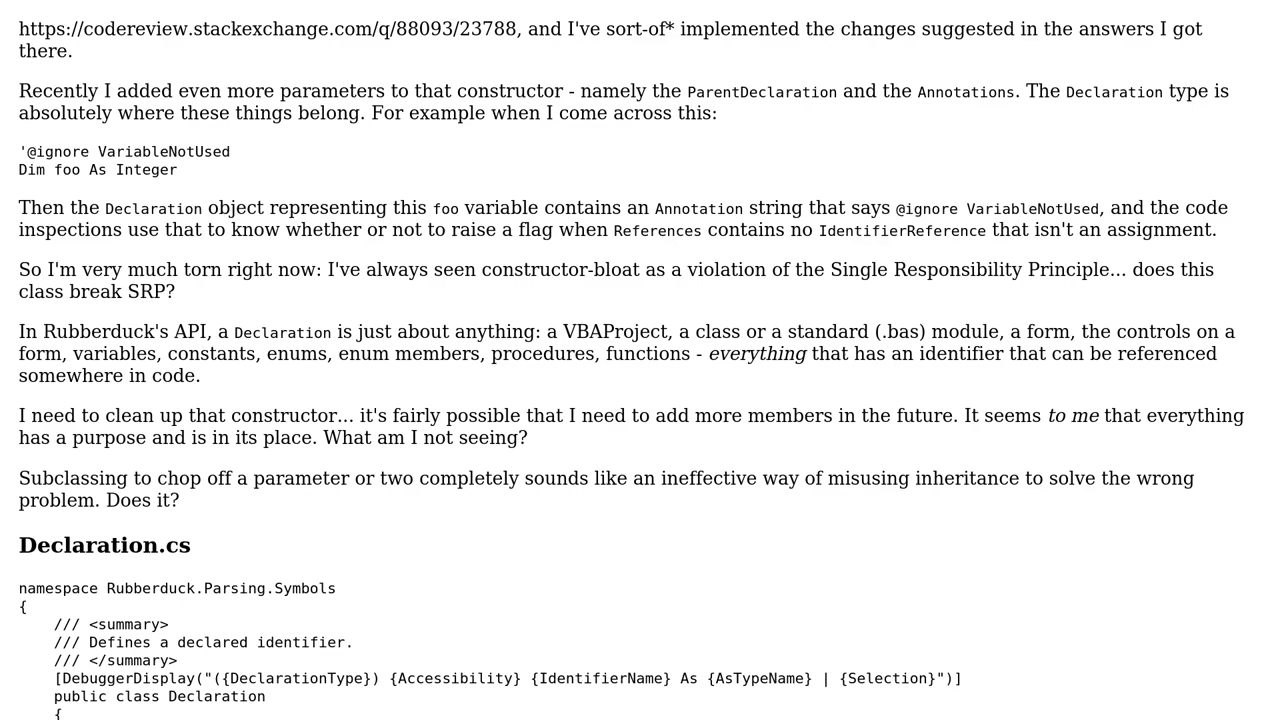 https://codereview.stackexchange.com/q/88093/23788, and I've sort-of* implemented the changes suggested in the answers I got
there.
Recently I added even more parameters to that constructor - namely the ParentDeclaration and the Annotations. The Declaration type is
absolutely where these things belong. For example when I come across this:
'@ignore VariableNotUsed
Dim foo As Integer
Then the Declaration object representing this foo variable contains an Annotation string that says @ignore VariableNotUsed, and the code
inspections use that to know whether or not to raise a flag when References contains no IdentifierReference that isn't an assignment.
So I'm very much torn right now: I've always seen constructor-bloat as a violation of the Single Responsibility Principle... does this
class break SRP?
In Rubberduck's API, a Declaration is just about anything: a VBAProject, a class or a standard (.bas) module, a form, the controls on a
form, variables, constants, enums, enum members, procedures, functions - everything that has an identifier that can be referenced
somewhere in code.
I need to clean up that constructor... it's fairly possible that I need to add more members in the future. It seems to me that everything
has a purpose and is in its place. What am I not seeing?
Subclassing to chop off a parameter or two completely sounds like an ineffective way of misusing inheritance to solve the wrong
problem. Does it?
Declaration.cs
namespace Rubberduck.Parsing.Symbols
{
    /// <summary>
    /// Defines a declared identifier.
    /// </summary>
    [DebuggerDisplay("({DeclarationType}) {Accessibility} {IdentifierName} As {AsTypeName} | {Selection}")]
    public class Declaration
    {